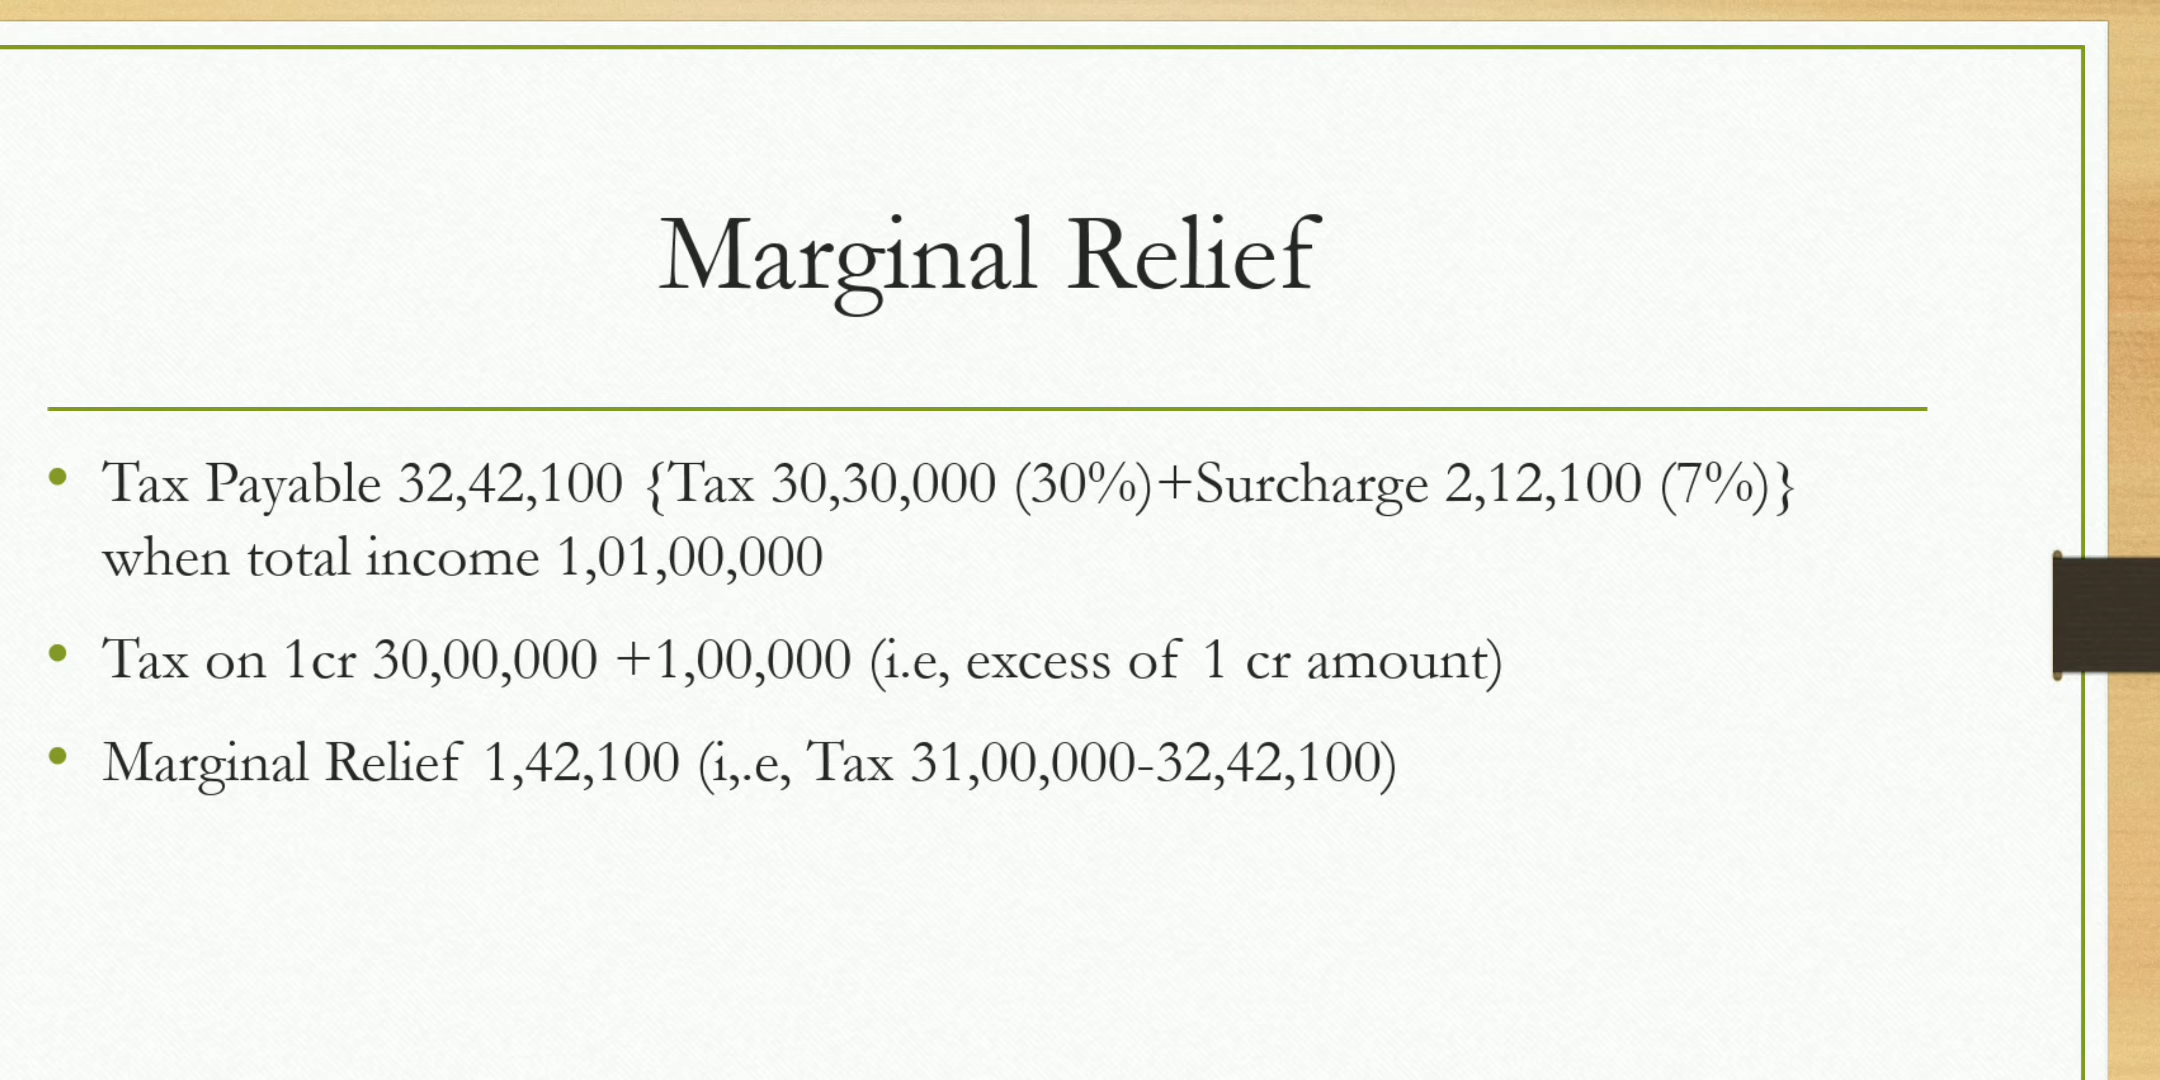 Marginal Relief
• Tax Payable 32,42,100 {Tax 30,30,000 (30%)+Surcharge 2,12,100 (7%)}
when total income 1,01,00,000
• Tax on 1cr 30,00,000 +1,00,000 (i.e, excess of 1 cr amount)
• Marginal Relief 1,42,100 (i,.e, Tax 31,00,000-32,42,100)